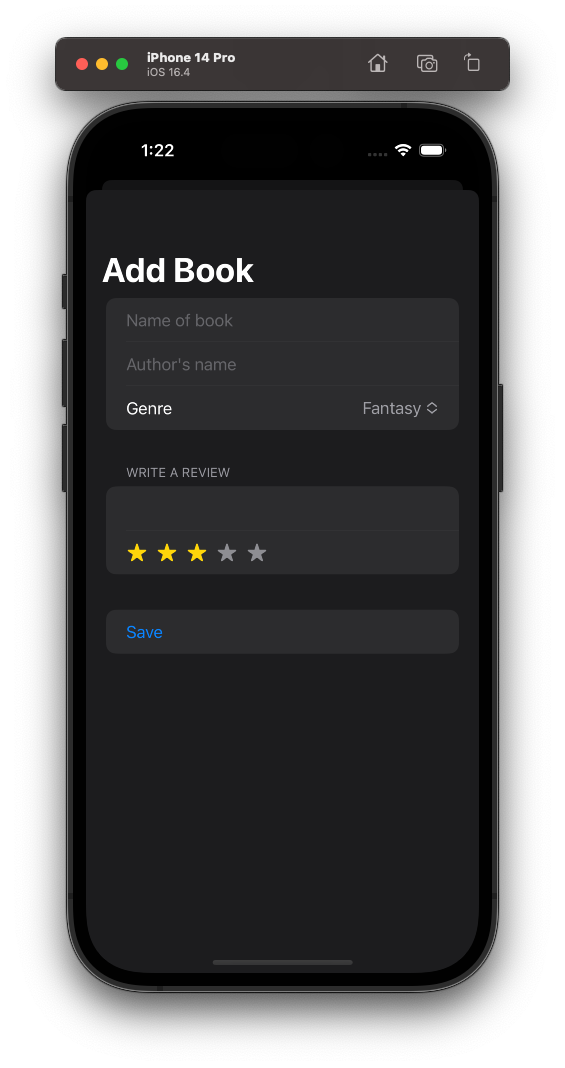 iPhone 14 Pro
iOS 16.4
1:22
Add Book
Name of book
Author's name
Genre Fantasy
WRITE A REVIEW
Save